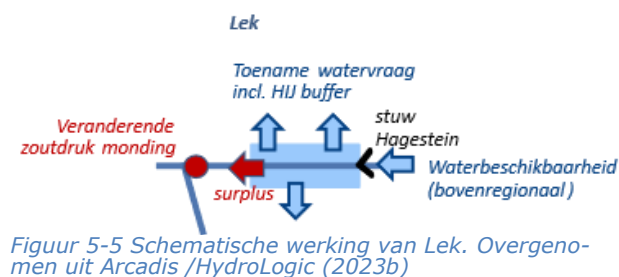 Lek
Toename watervraag
incl. HIJ buffer
stuw
Hagestein
Veranderende
zoutdruk monding
Waterbeschikbaarheid
(bovenregionaal)
surplus
Figuur 5-5 Schematische werking van Lek. Overgeno-
men uit Arcadis /HydroLogic (2023b)